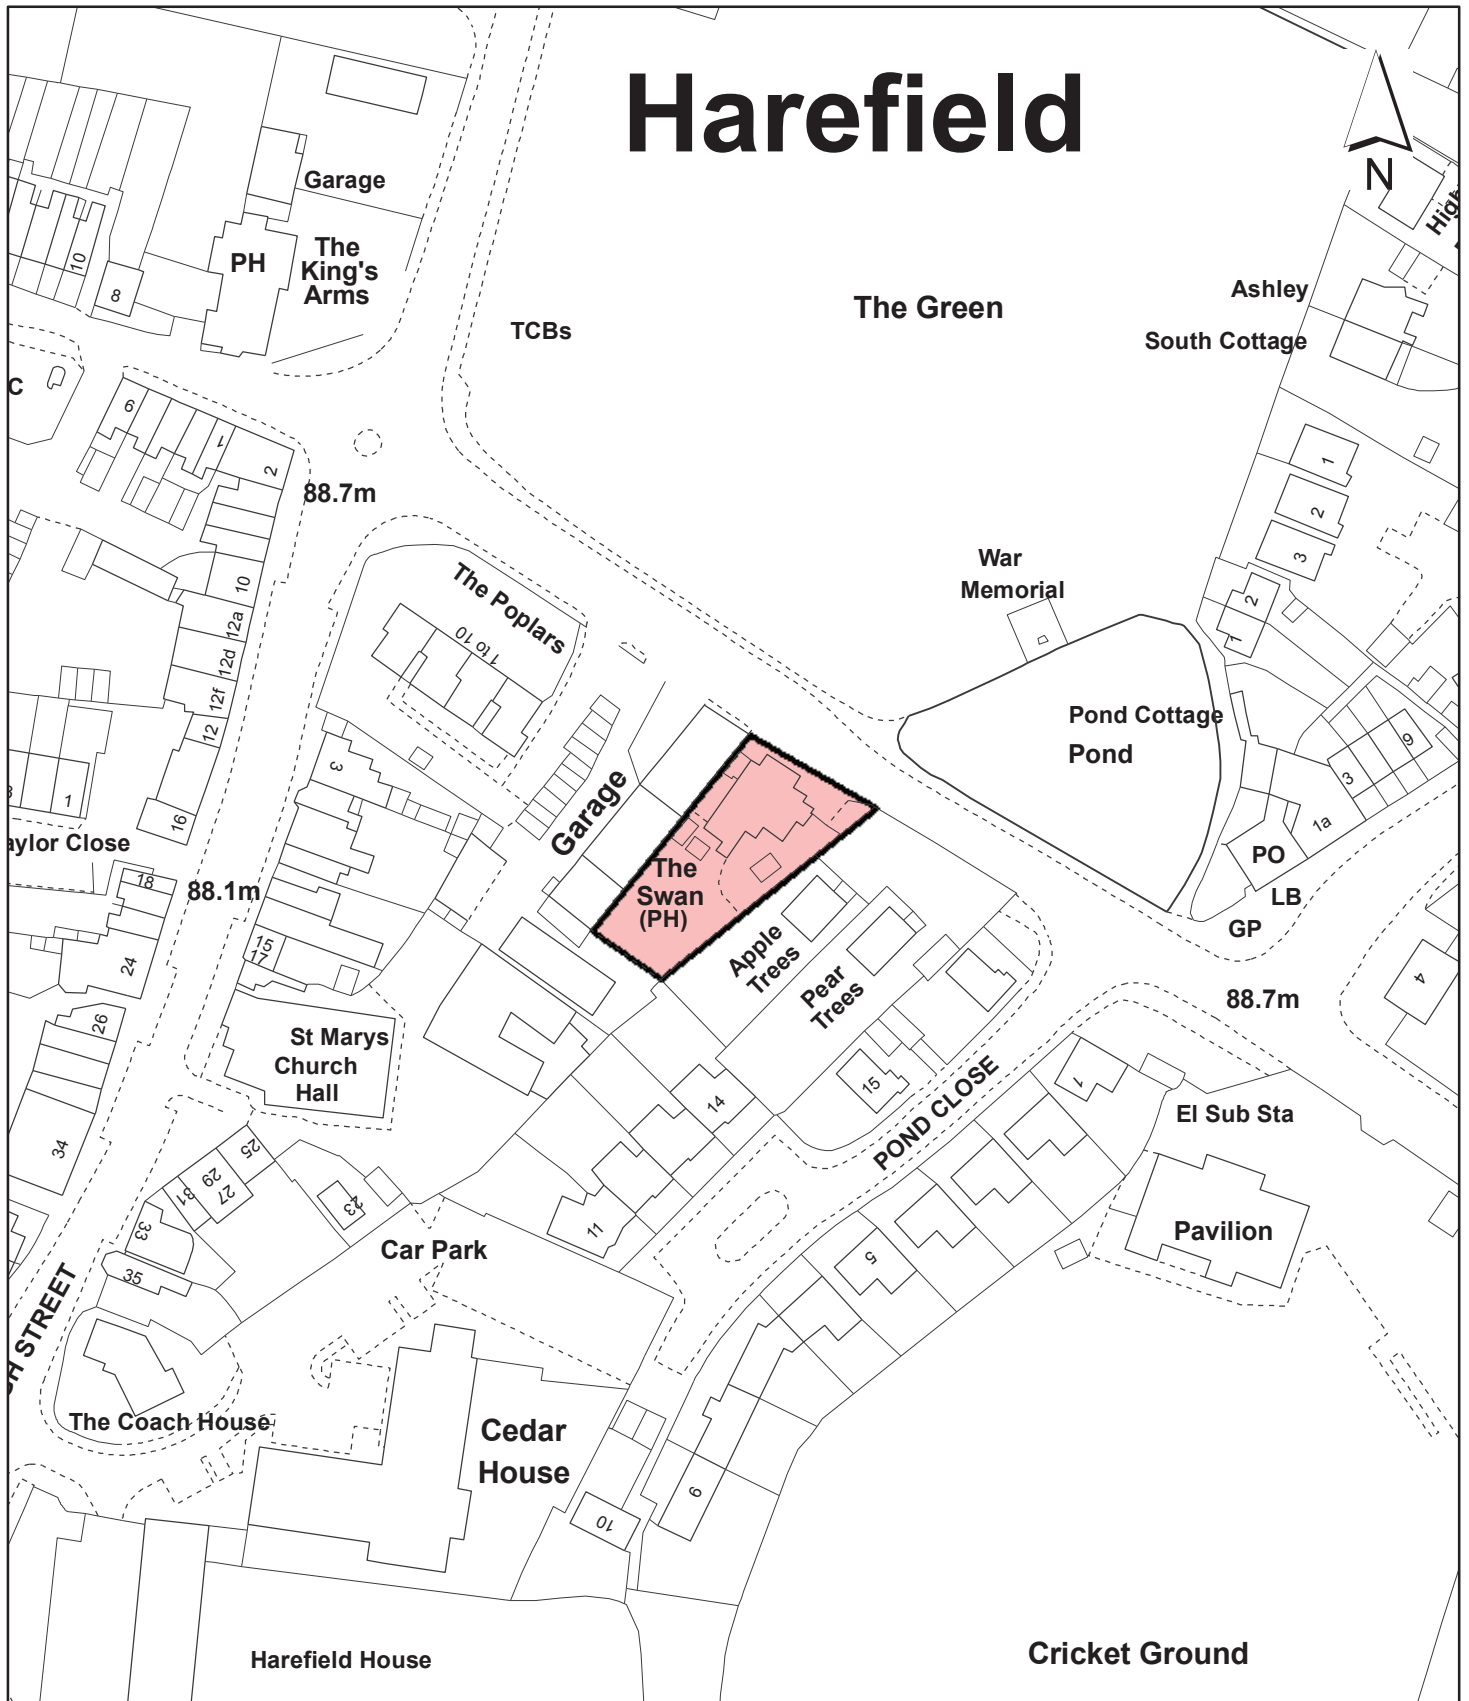 Harefield
N
High
Garage
The
King's
Arms
PH
10
8
The Green
TCBs
Ashley
South Cottage
C
6
1
2
88.7m
1
2
3
War
Memorial
2
1
The Poplars
1 to 10
10
12a
12d
12f
12
16
3
1
aylor Close
18
88.1m
24
26
34
15
17
Garage
The
Swan
(PH)
Apple
Trees
Pear
Trees
Pond Cottage
Pond
9
3
1a
PO
LB
GP
88.7m
4
St Marys
Church
Hall
14
15
11
POND CLOSE
1
El Sub Sta
Pavilion
25
29
27
31
33
35
23
Car Park
5
GH STREET
The Coach House
Cedar
House
10
9
Harefield House
Cricket Ground